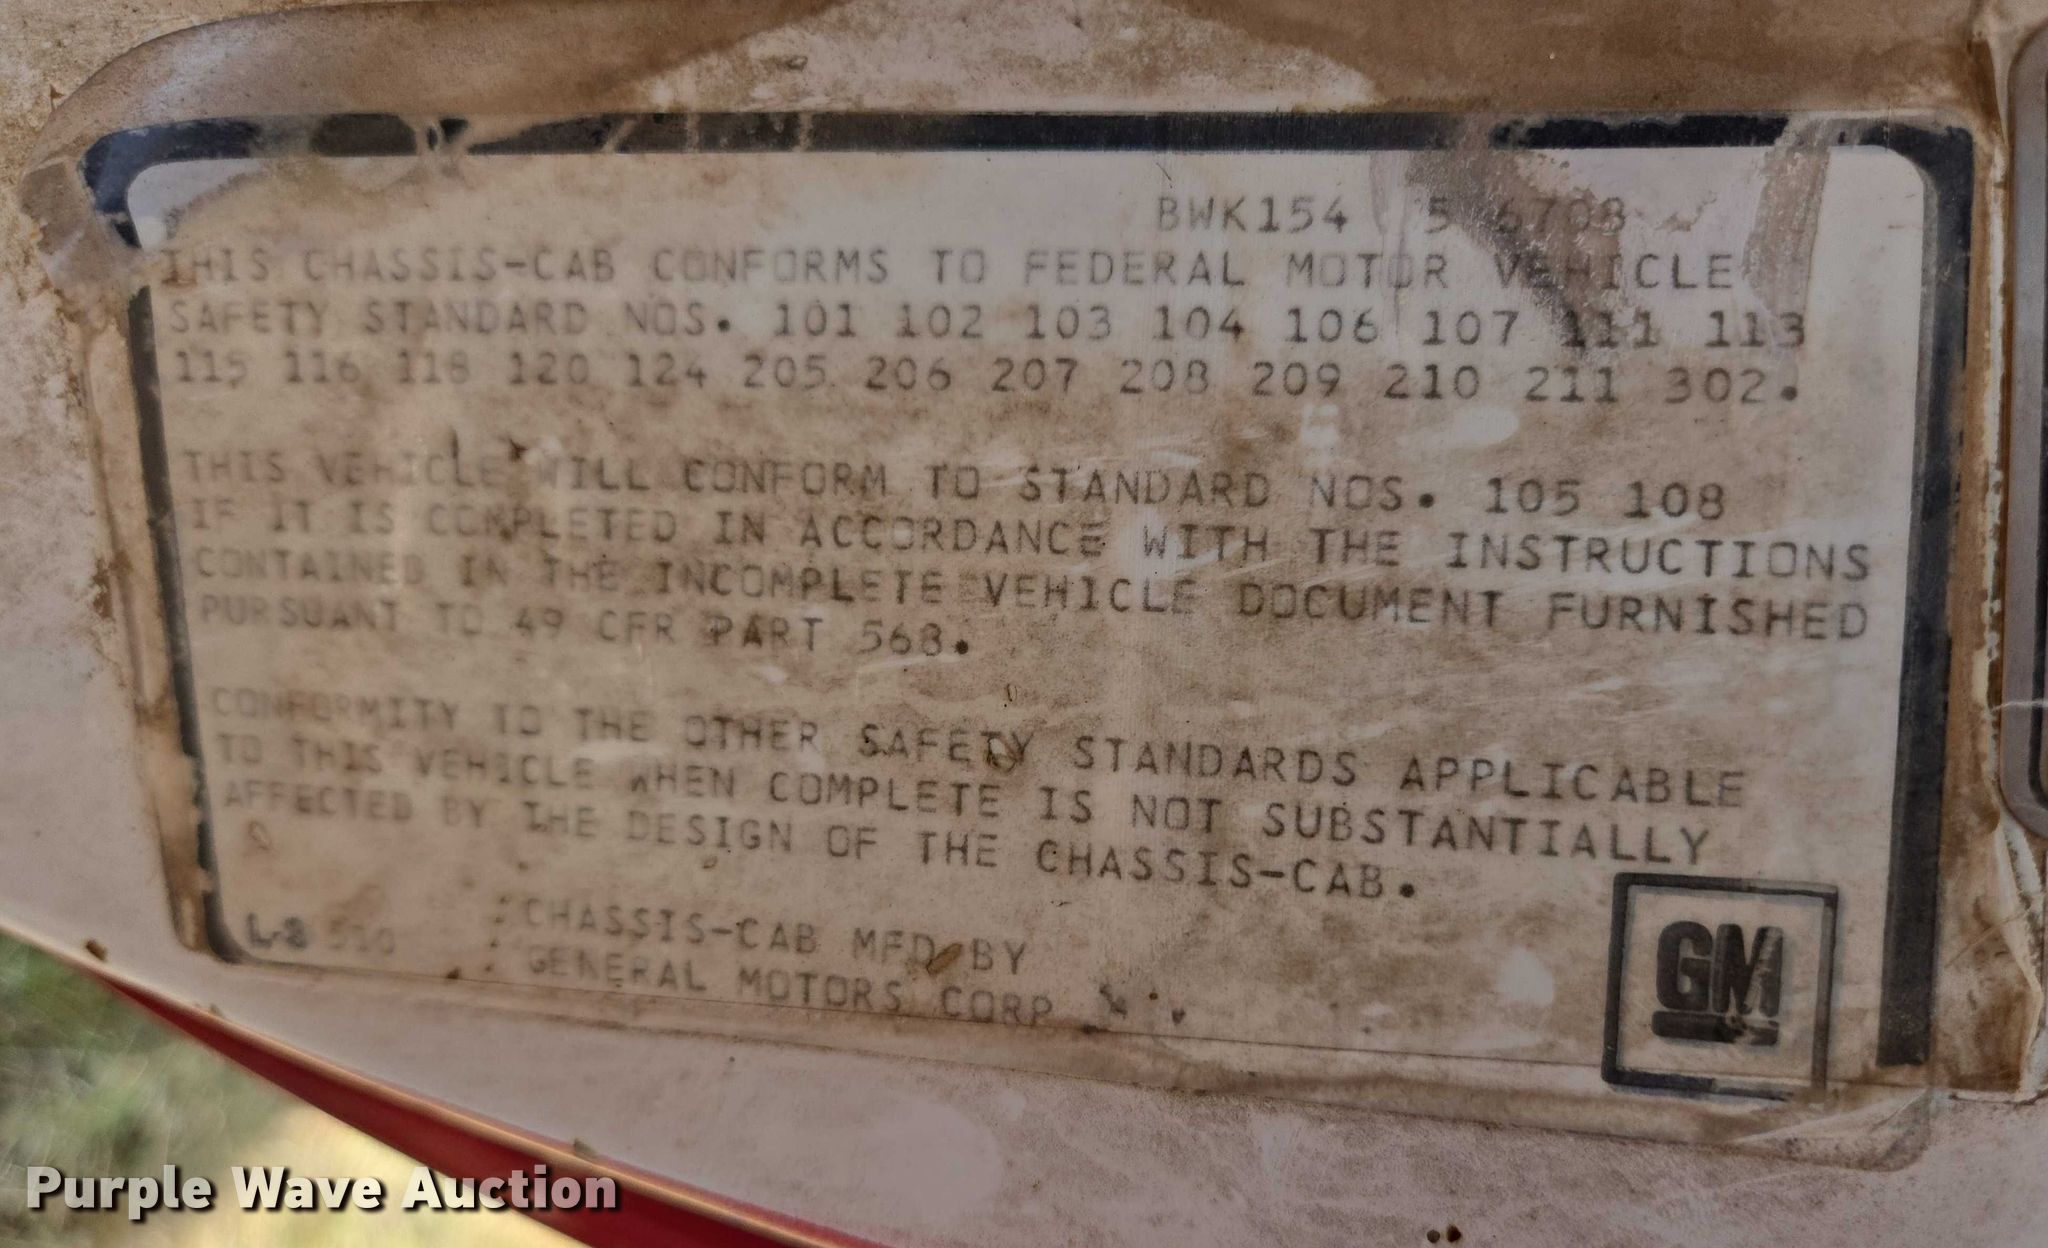 BWK154
THIS CHASSIS-CAB CONFORMS TO FEDERAL MOTOR VEHICLE
SAFETY STANDARD NOS. 101 102 103 104 106 107 111 113
115 116 118 120 124 205 206 207 208 209 210 211 302.
THIS VEHICLE WILL CONFORM TO STANDARD NOS. 105 108
IF IT IS COMPLETED IN ACCORDANCE WITH THE INSTRUCTIONS
CONTAINED IN THE INCOMPLETE VEHICLE DOCUMENT FURNISHED
PURSUANT TO 49 CFR PART 568.
CONFORMITY TO THE OTHER SAFETY STANDARDS APPLICABLE
TO THIS VEHICLE WHEN COMPLETE IS NOT SUBSTANTIALLY
AFFECTED BY THE DESIGN OF THE CHASSIS-CAB.
CHASSIS-CAB MFD BY
GENERAL MOTORS CORP
GM
Purple Wave Auction